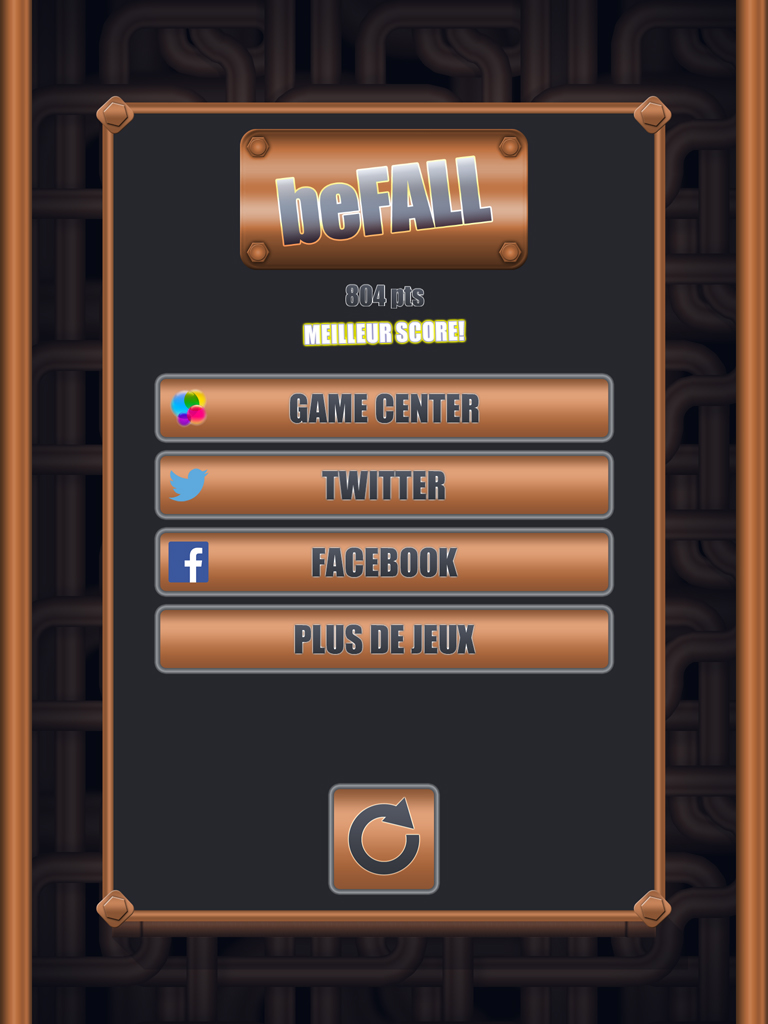 beFALL
804 pts
MEILLEUR SCORE!
GAME CENTER
TWITTER
FACEBOOK
PLUS DE JEUX